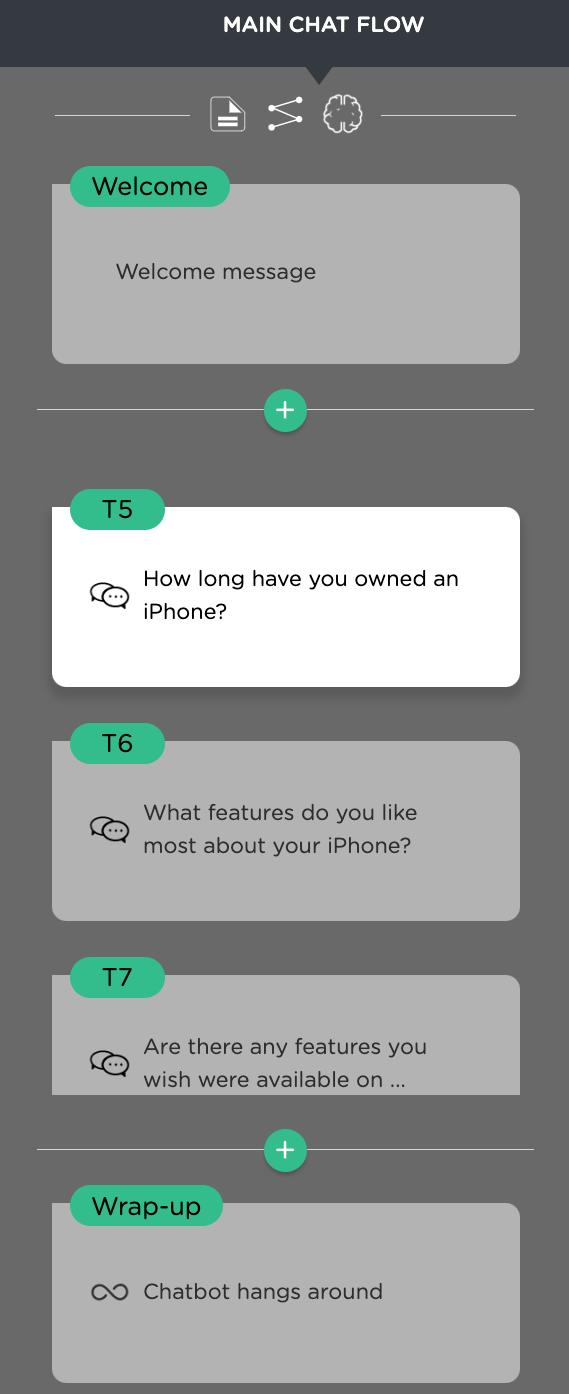 MAIN CHAT FLOW
Welcome
Welcome message
T5
How long have you owned an
iPhone?
T6
What features do you like
most about your iPhone?
T7
Are there any features you
wish were available on ...
Wrap-up
Chatbot hangs around